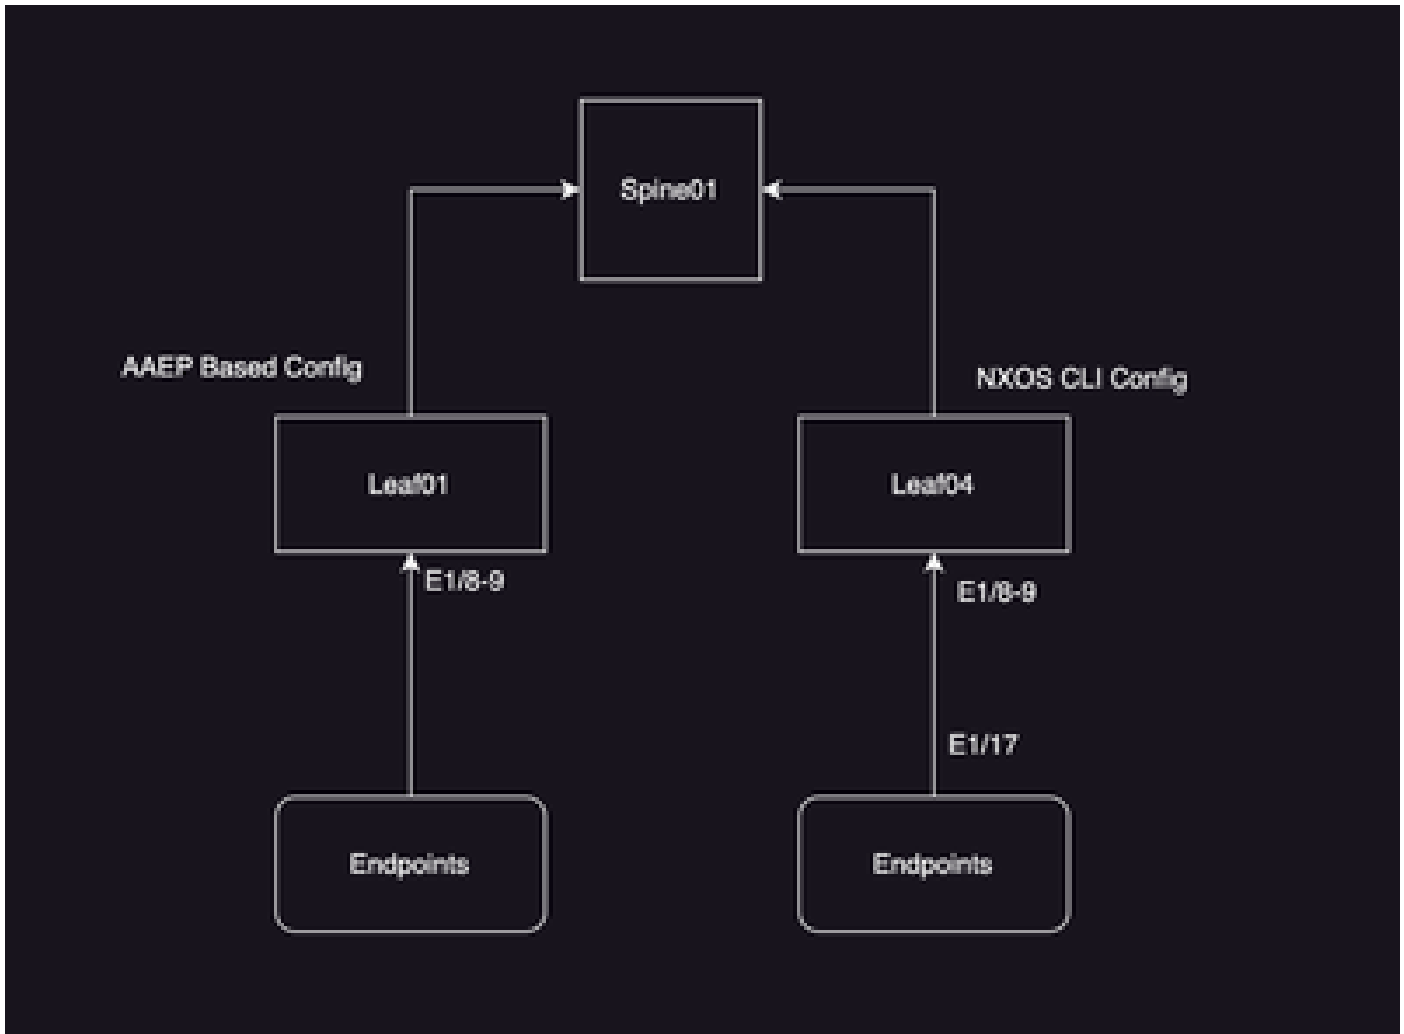 Spine01
AAEP Based Config
NXOS CLI Config
Leaf01
Leaf04
E1/8-9
E1/8-9
E1/17
Endpoints
Endpoints